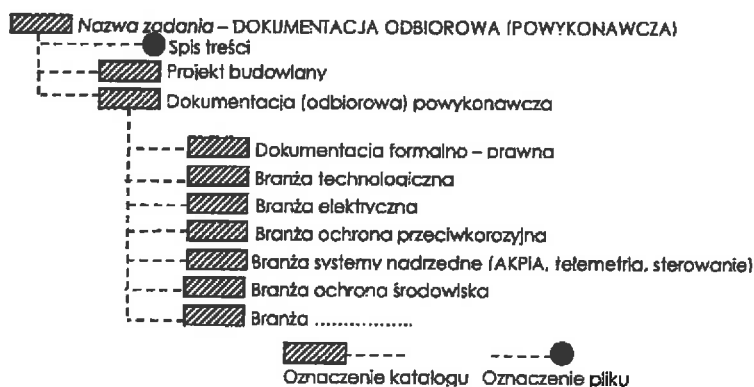 Nazwa zadania – DOKUMENTACJA ODBIOROWA (POWYKONAWCZA)
Spis treści
Projekt budowlany
Dokumentacja (odbiorowa) powykonawcza
Dokumentacja formalno – prawna
Branża technologiczna
Branża elektryczna
Branża ochrona przeciwkorozyjna
Branża systemy nadrzędne (AKPIA, telemetria, sterowanie)
Branża ochrona środowiska
Branża .................
Oznaczenie katalogu Oznaczenie pliku